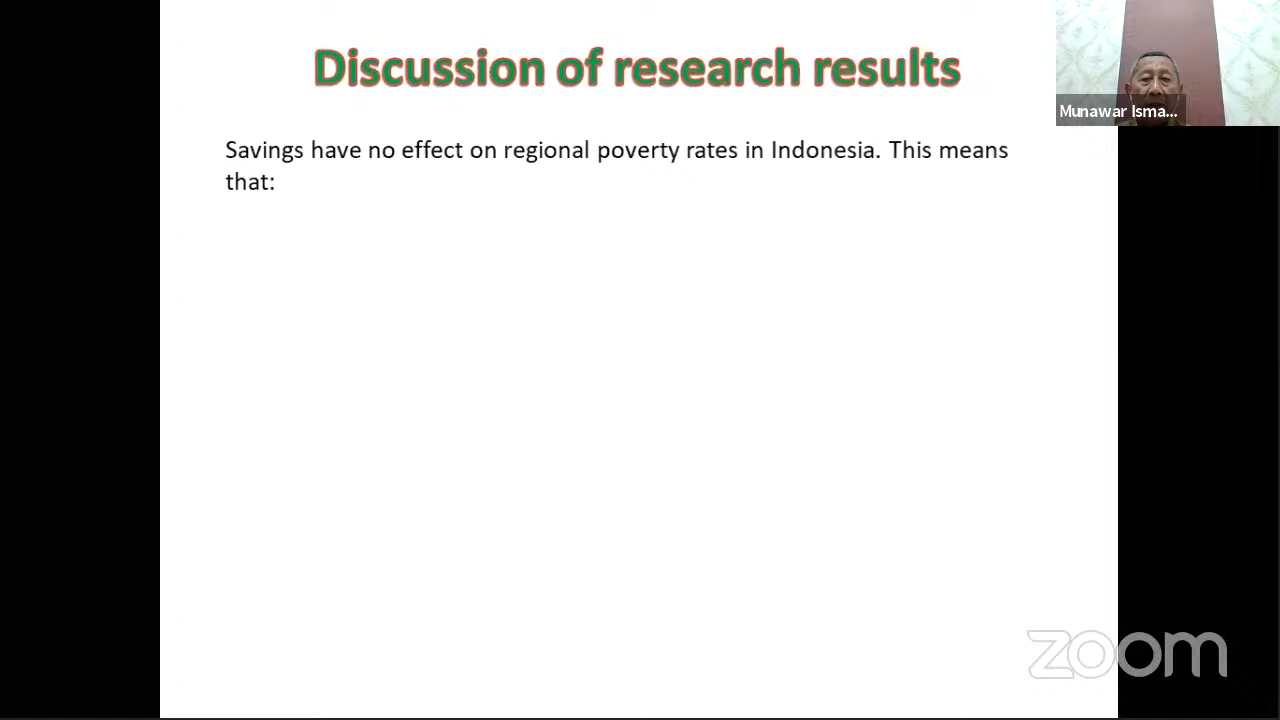 Discussion of research results
Munawar Isma...
Savings have no effect on regional poverty rates in Indonesia. This means
that:
zoom